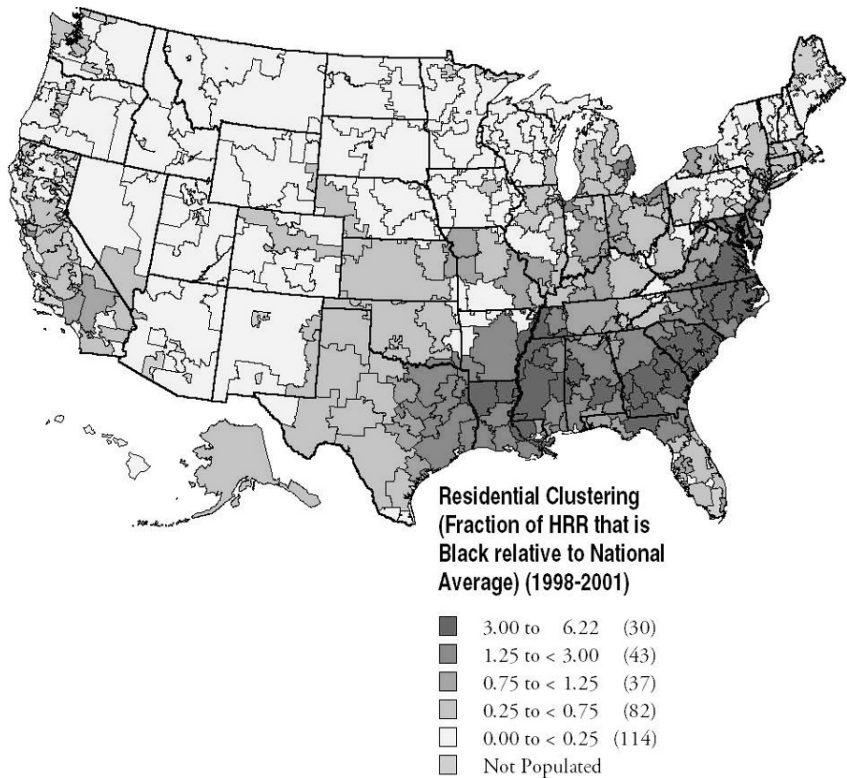 Residential Clustering
(Fraction of HRR that is
Black relative to National
Average) (1998-2001)
3.00 to 6.22 (30)
1.25 to < 3.00 (43)
0.75 to < 1.25 (37)
0.25 to < 0.75 (82)
0.00 to < 0.25 (114)
Not Populated